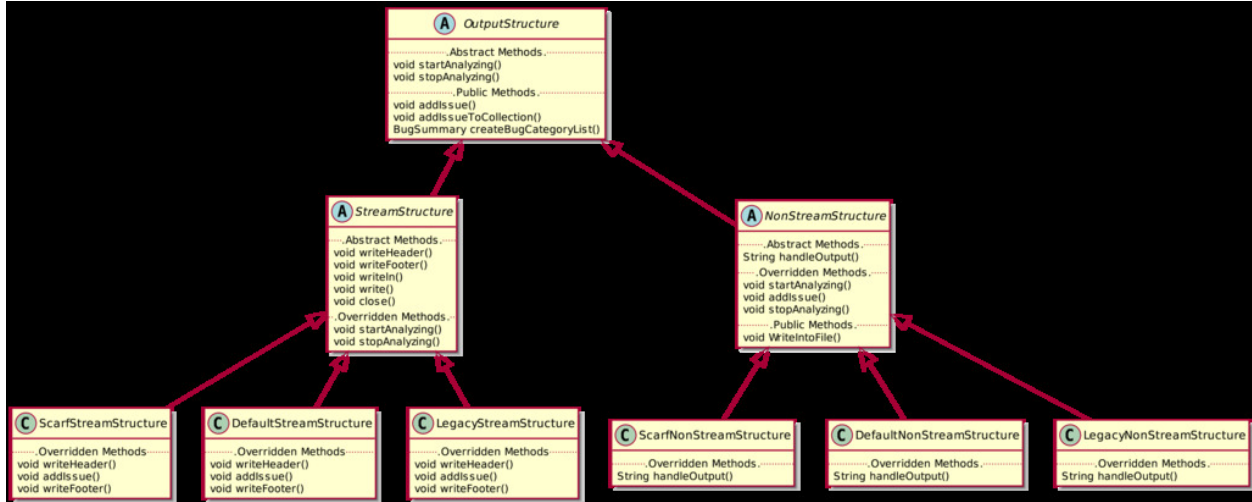 A OutputStructure
.Abstract Methods.
void startAnalyzing()
void stopAnalyzing()
.Public Methods.
void addIssue()
void addIssueToCollection()
BugSummary createBugCategoryList()
A StreamStructure
.Abstract Methods.
void writeHeader()
void writeFooter()
void writeln()
void write()
void close()
.Overridden Methods.
void startAnalyzing()
void stopAnalyzing()
A NonStreamStructure
.Abstract Methods.
String handleOutput()
.Overridden Methods.
void startAnalyzing()
void addIssue()
void stopAnalyzing()
.Public Methods.
void WriteIntoFile()
C ScarfStreamStructure
.Overridden Methods
void writeHeader()
void addIssue()
void writeFooter()
C DefaultStreamStructure
.Overridden Methods
void writeHeader()
void addIssue()
void writeFooter()
C LegacyStreamStructure
.Overridden Methods
void writeHeader()
void addIssue()
void writeFooter()
C ScarfNonStreamStructure
.Overridden Methods
String handleOutput()
C DefaultNonStreamStructure
.Overridden Methods
String handleOutput()
C LegacyNonStreamStructure
.Overridden Methods
String handleOutput()